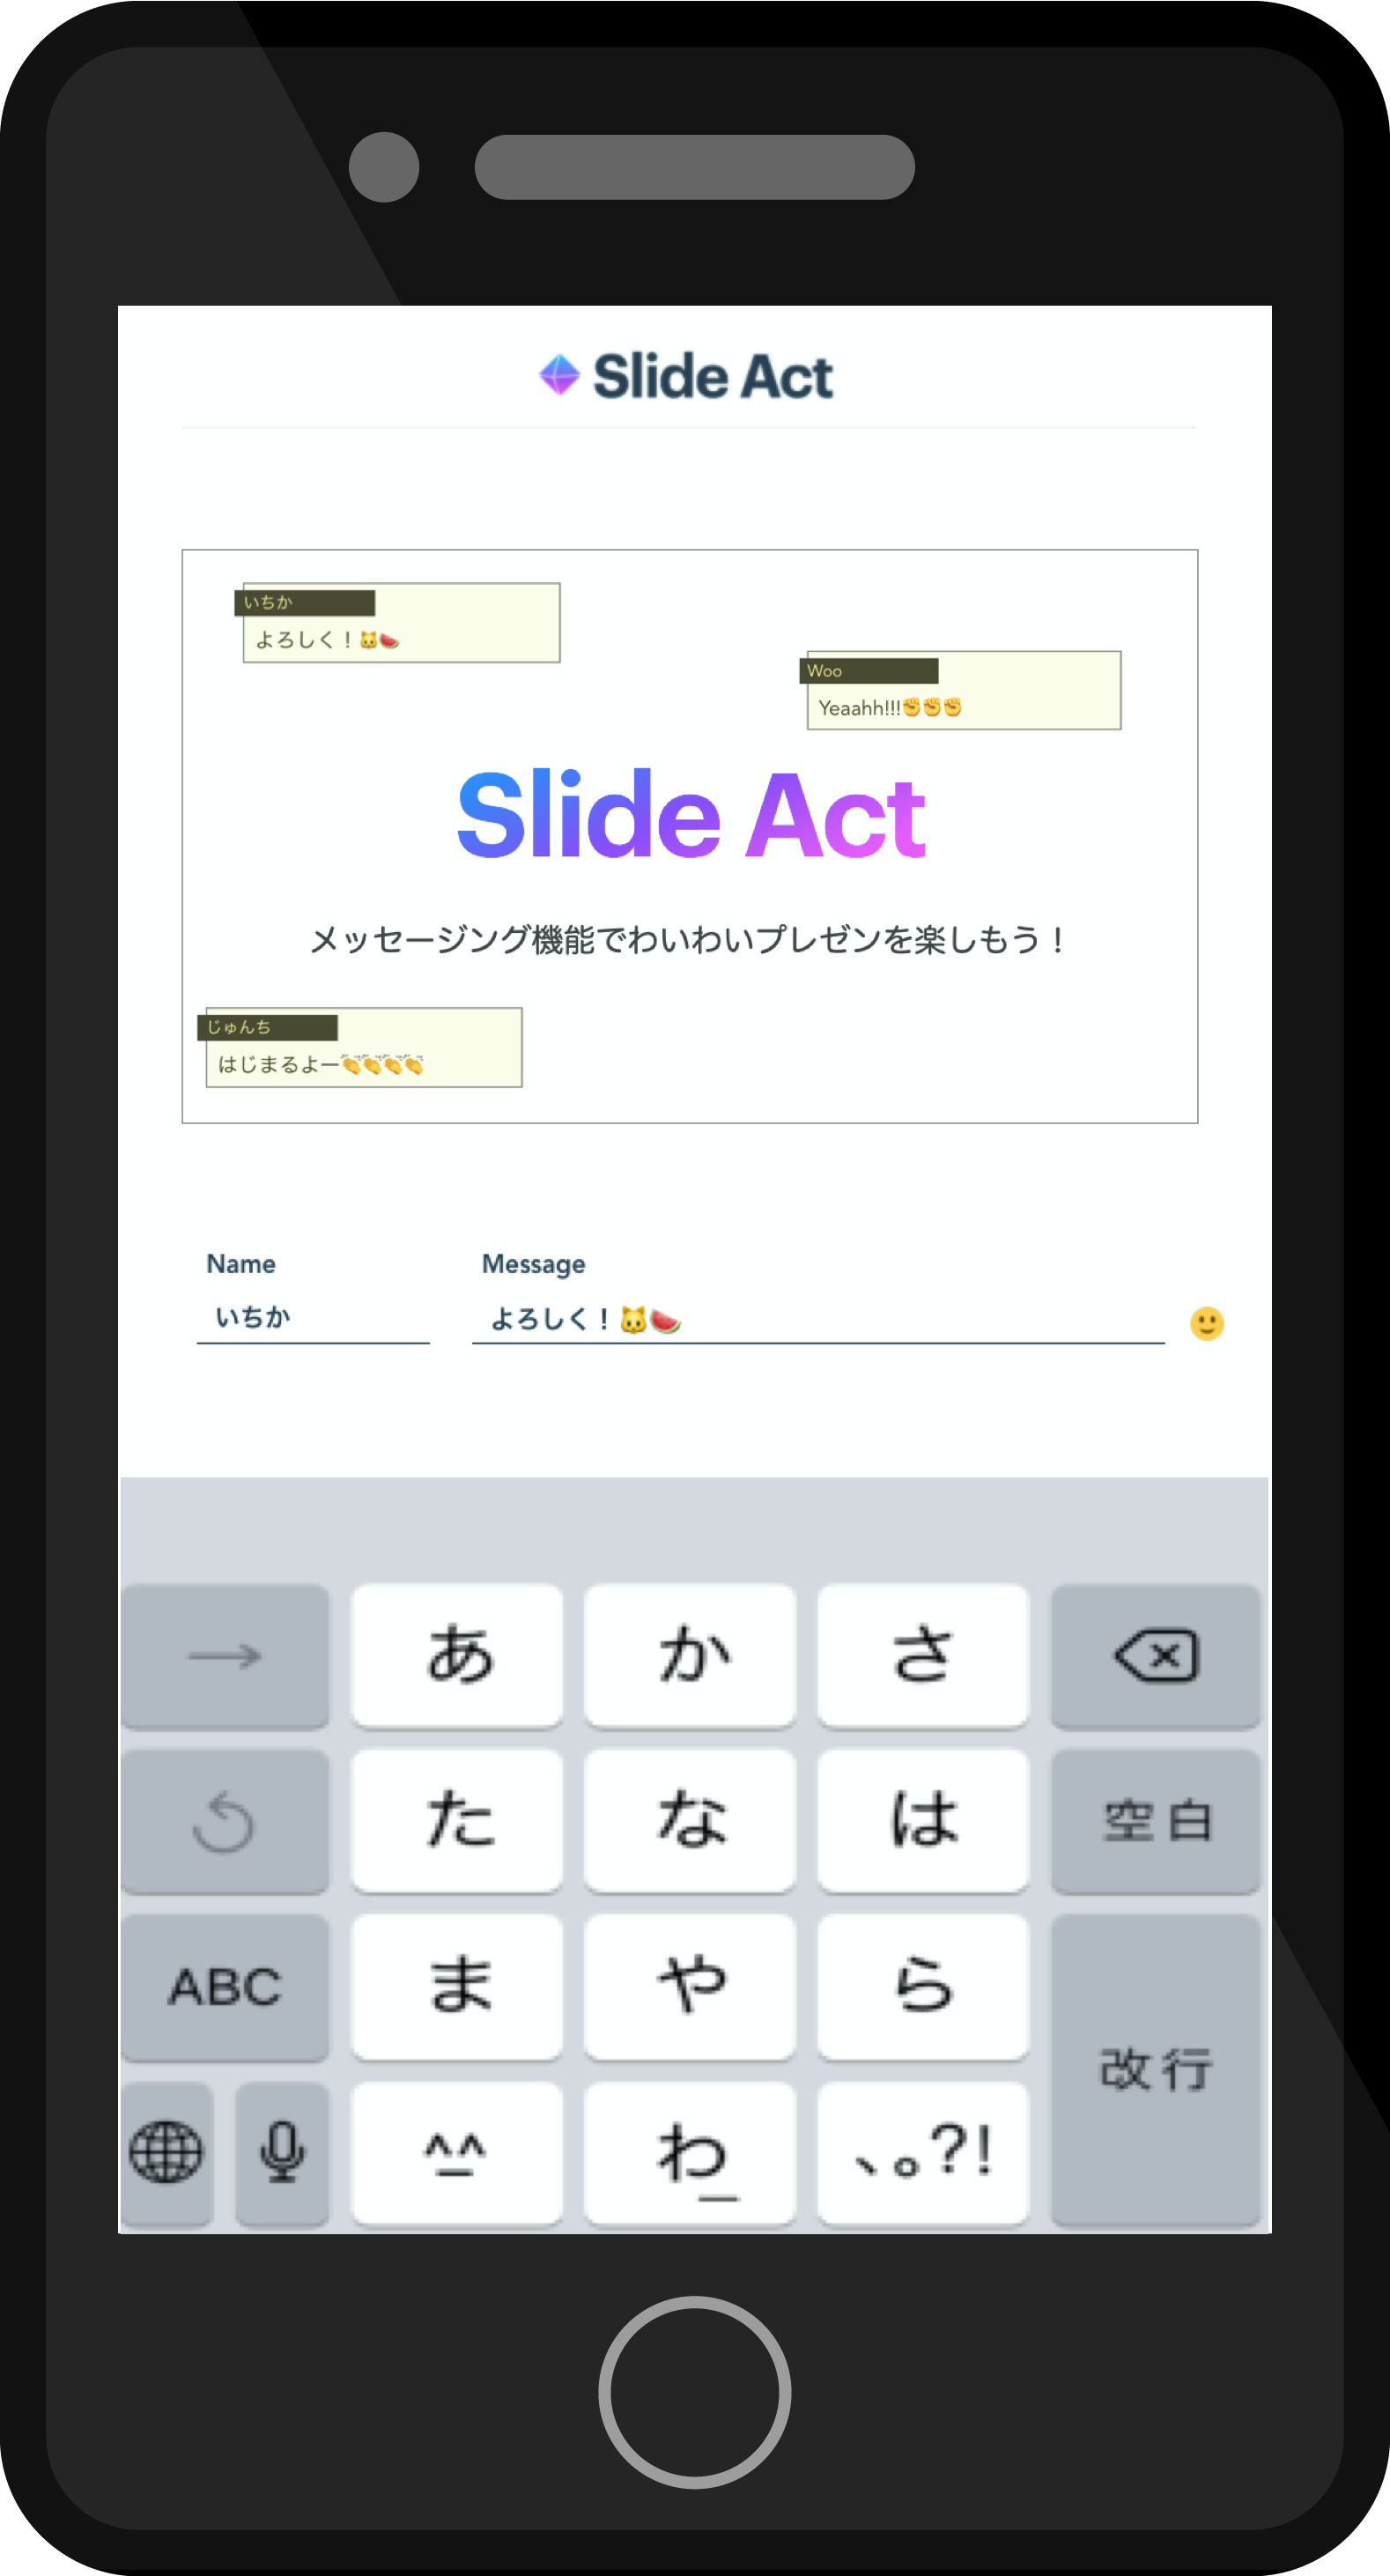 Slide Act
いちか
よろしく！🐱🍉
Woo
Yeaahh!!!✊✊✊
Slide Act
メッセージング機能でわいわいプレゼンを楽しもう！
じゅんち
はじまるよー👏👏👏👏
Name Message
いちか よろしく！🐱🍉 🙂
→ あ か さ
た な は 空白
ABC ま や ら
改行
^^ わ_ 、。?!